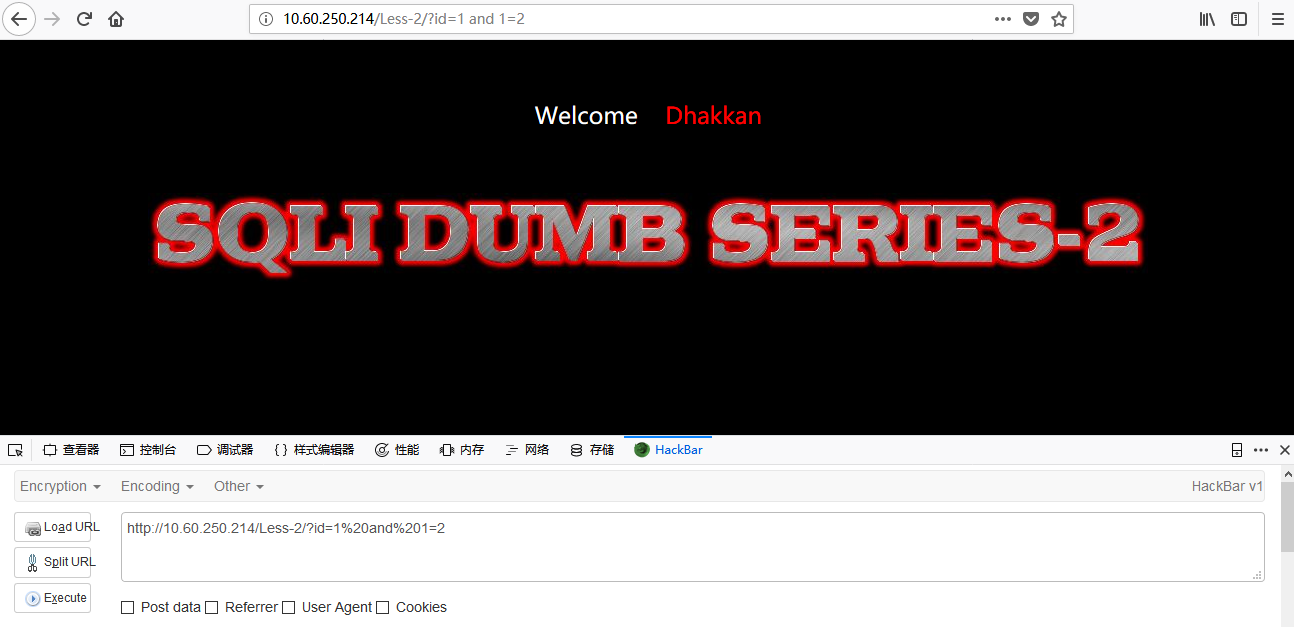 10.60.250.214/Less-2/?id=1 and 1=2
Welcome Dhakkan
SQLI DUMB SERIES-2
查看器 控制台 调试器 {} 样式编辑器 性能 内存 网络 存储 HackBar
Encryption Encoding Other HackBar v1
Load URL http://10.60.250.214/Less-2/?id=1%20and%201=2
Split URL
Execute
Post data Referrer User Agent Cookies